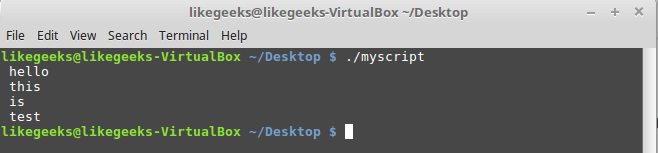 likegeeks@likegeeks-VirtualBox ~/Desktop
File Edit View Search Terminal Help
likegeeks@likegeeks-VirtualBox ~/Desktop $ ./myscript
hello
this
is
test
likegeeks@likegeeks-VirtualBox ~/Desktop $